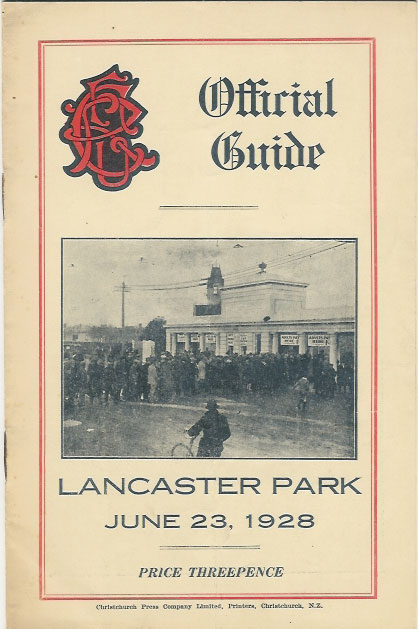 Official
Guide
LANCASTER PARK
JUNE 23, 1928
PRICE THREEPENCE
Christchurch Press Company Limited, Printers, Christchurch, N.Z.